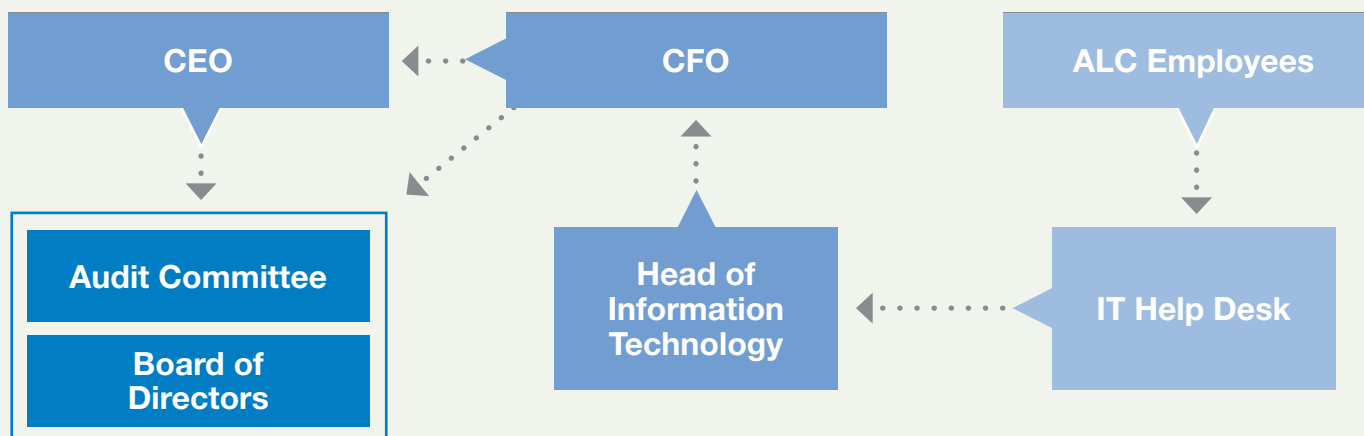 CEO
CFO
ALC Employees
Audit Committee
Board of
Directors
Head of
Information
Technology
IT Help Desk